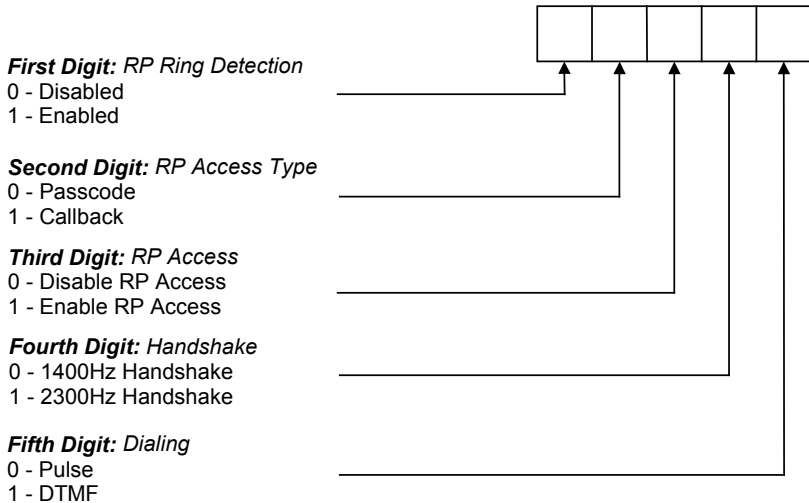 First Digit: RP Ring Detection
0 - Disabled
1 - Enabled
Second Digit: RP Access Type
0 - Passcode
1 - Callback
Third Digit: RP Access
0 - Disable RP Access
1 - Enable RP Access
Fourth Digit: Handshake
0 - 1400Hz Handshake
1 - 2300Hz Handshake
Fifth Digit: Dialing
0 - Pulse
1 - DTMF